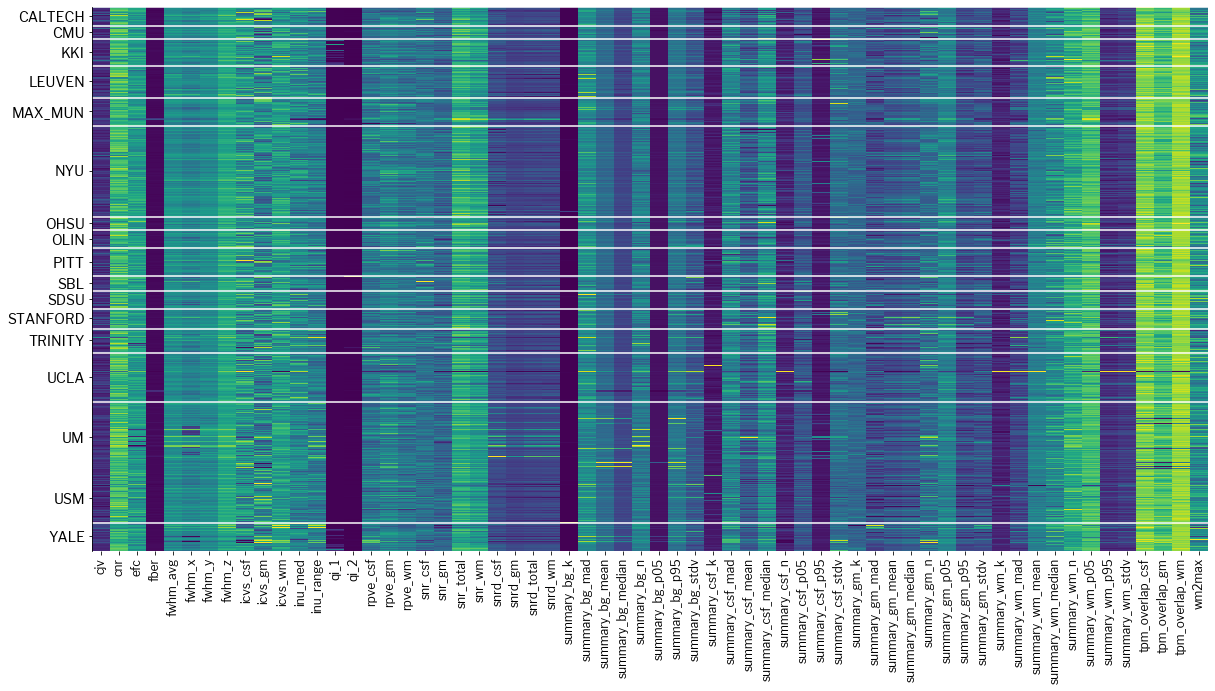 CALTECH
CMU
KKI
LEUVEN
MAX_MUN
NYU
OHSU
OLIN
PITT
SBL
SDSU
STANFORD
TRINITY
UCLA
UM
USM
YALE
cjv
cnr
efc
fber
fwhm_avg
fwhm_x
fwhm_y
fwhm_z
icvs_csf
icvs_gm
icvs_wm
inu_med
inu_range
qi_1
qi_2
rpve_csf
rpve_gm
rpve_wm
snr_csf
snr_gm
snr_total
snr_wm
snrd_csf
snrd_gm
snrd_total
snrd_wm
summary_bg_k
summary_bg_mad
summary_bg_mean
summary_bg_median
summary_bg_n
summary_bg_p05
summary_bg_p95
summary_bg_stdv
summary_csf_k
summary_csf_mad
summary_csf_mean
summary_csf_median
summary_csf_n
summary_csf_p05
summary_csf_p95
summary_csf_stdv
summary_gm_k
summary_gm_mad
summary_gm_mean
summary_gm_median
summary_gm_n
summary_gm_p05
summary_gm_p95
summary_gm_stdv
summary_wm_k
summary_wm_mad
summary_wm_mean
summary_wm_median
summary_wm_n
summary_wm_p05
summary_wm_p95
summary_wm_stdv
tpm_overlap_csf
tpm_overlap_gm
tpm_overlap_wm
wm2max